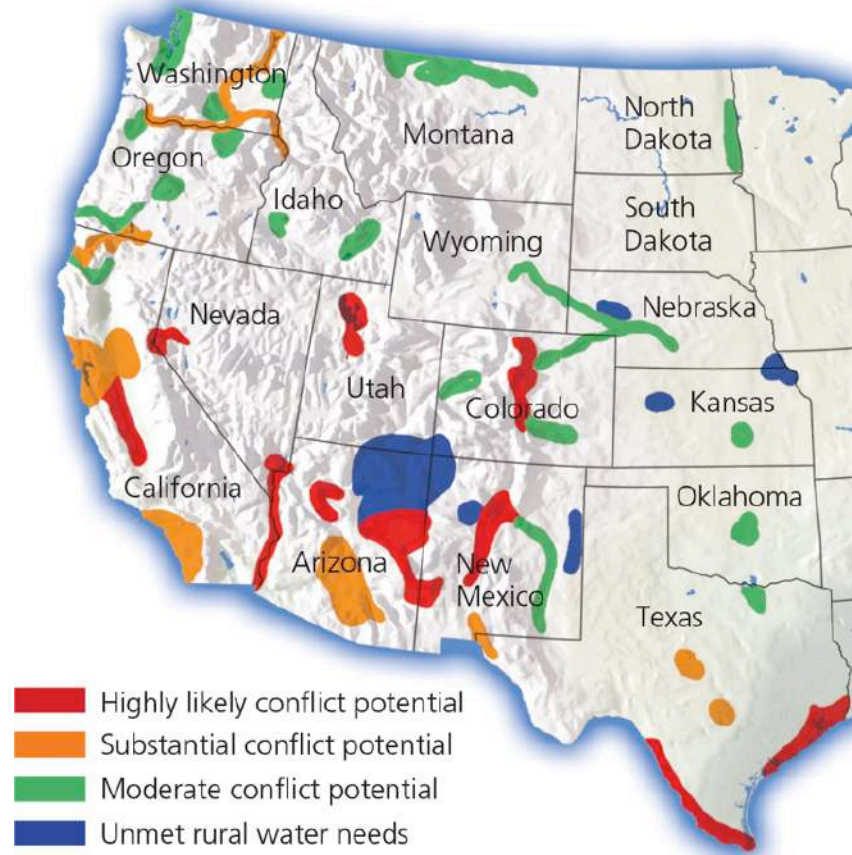 Washington
Montana
North
Dakota
Oregon
Idaho
South
Dakota
Wyoming
Nevada
Nebraska
Utah
Colorado
Kansas
California
Oklahoma
Arizona
New
Mexico
Texas
Highly likely conflict potential
Substantial conflict potential
Moderate conflict potential
Unmet rural water needs